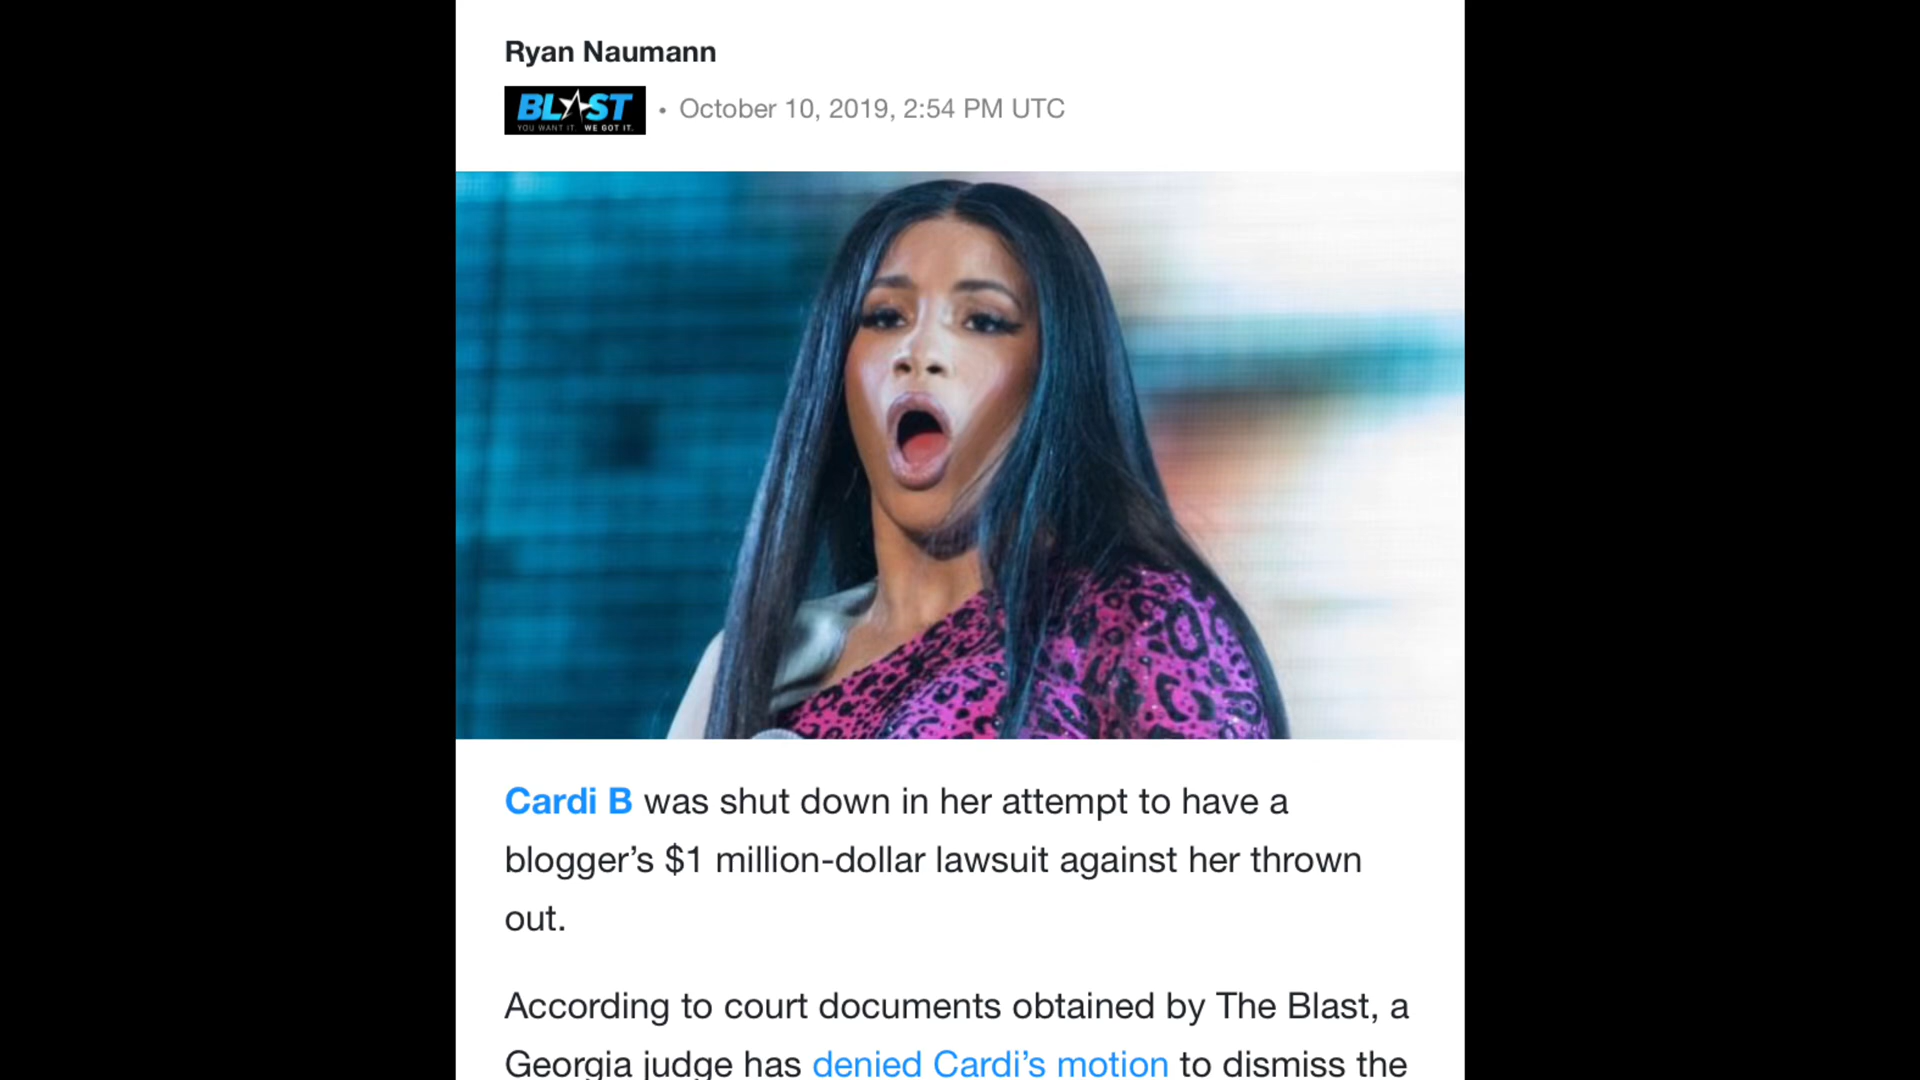 Ryan Naumann
BLAST
YOU WANT IT. WE GOT IT.
• October 10, 2019, 2:54 PM UTC
Cardi B was shut down in her attempt to have a
blogger’s $1 million-dollar lawsuit against her thrown
out.
According to court documents obtained by The Blast, a
Georgia judge has denied Cardi’s motion to dismiss the